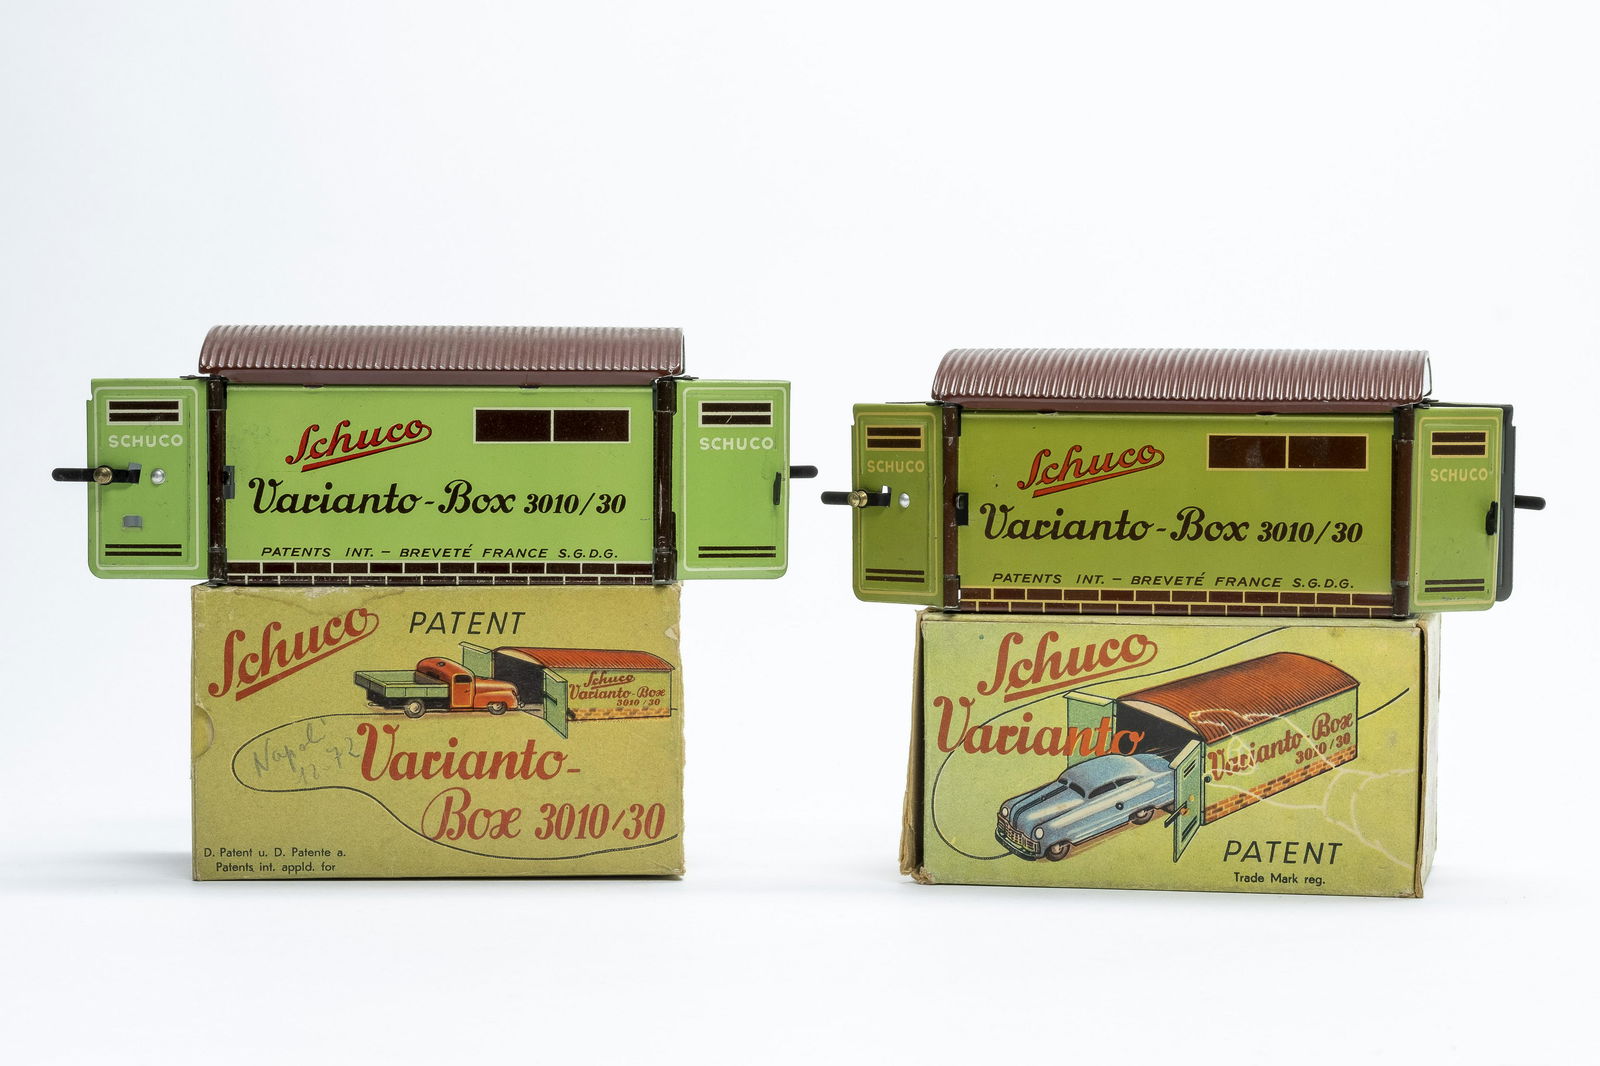 SCHUCO
Schuco
Varianto-Box 3010/30
PATENTS INT. – BREVETÉ FRANCE S.G.D.G.
SCHUCO
Schuco PATENT
Schuco
Varianto-Box
3010/30
Napoli
12-72
Varianto-
Box 3010/30
D. Patent u. D. Patente a.
Patents int. appld. for
SCHUCO
Schuco
Varianto-Box 3010/30
PATENTS INT. – BREVETÉ FRANCE S.G.D.G.
SCHUCO
Schuco
Varianto
Varianto-Box
3010/30
PATENT
Trade Mark reg.